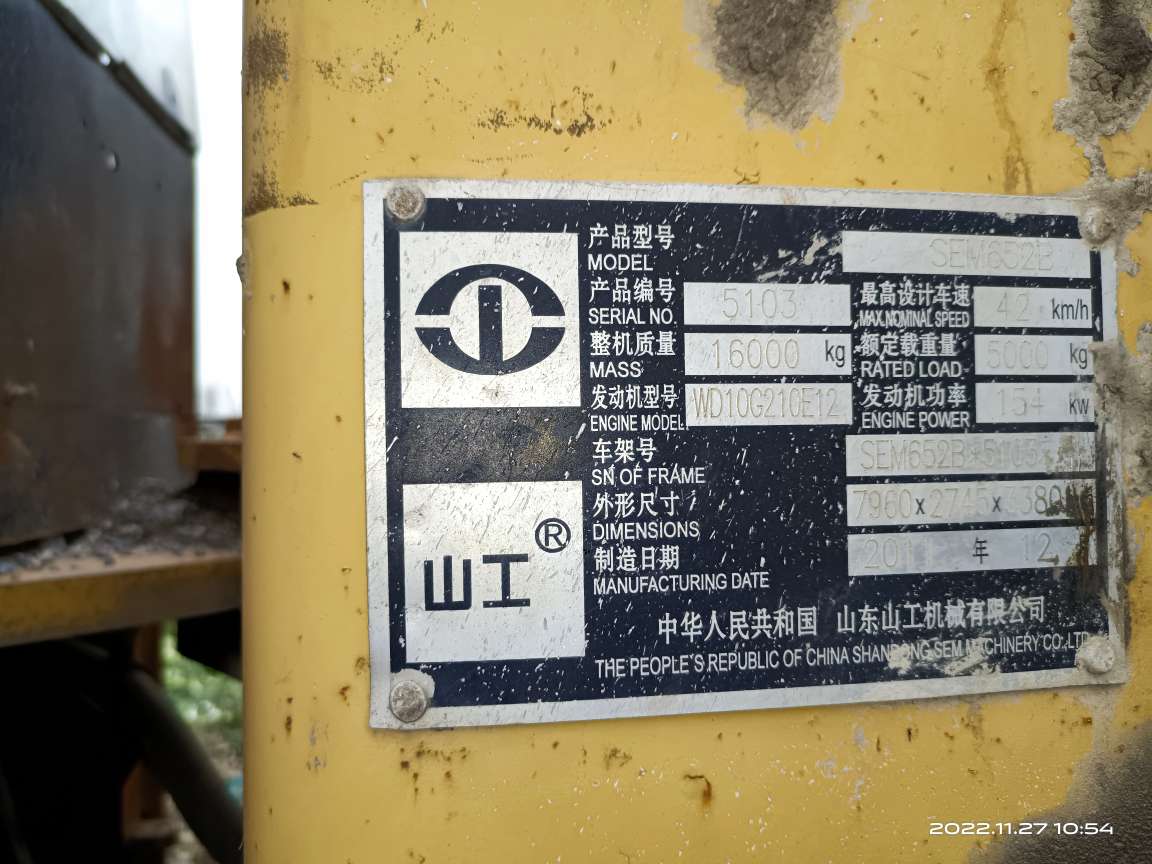 产品型号
MODEL SEM652B
产品编号 5103 最高设计车速 42 km/h
SERIAL NO. MAX.NOMINAL SPEED
整机质量 16000 kg 额定载重量 5000 kg
MASS RATED LOAD
发动机型号 WD10G210E12 发动机功率 154 kw
ENGINE MODEL ENGINE POWER
车架号
SN OF FRAME
外形尺寸 7960x2745x3380
DIMENSIONS
制造日期 年 12
MANUFACTURING DATE
山工®
中华人民共和国 山东山工机械有限公司
THE PEOPLE'S REPUBLIC OF CHINA SHANDONG SEM MACHINERY CO.,LTD
2022.11.27 10:54